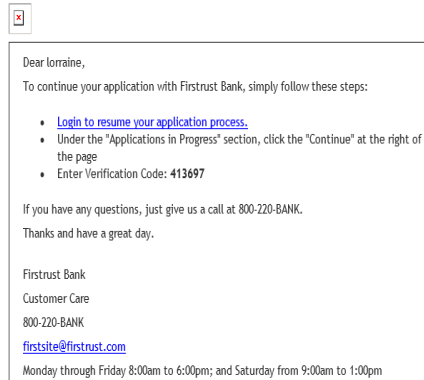 Dear lorraine,
To continue your application with Firstrust Bank, simply follow these steps:
Login to resume your application process.
Under the "Applications in Progress" section, click the "Continue" at the right of
the page
Enter Verification Code: 413697
If you have any questions, just give us a call at 800-220-BANK.
Thanks and have a great day.
Firstrust Bank
Customer Care
800-220-BANK
firstsite@firstrust.com
Monday through Friday 8:00am to 6:00pm; and Saturday from 9:00am to 1:00pm